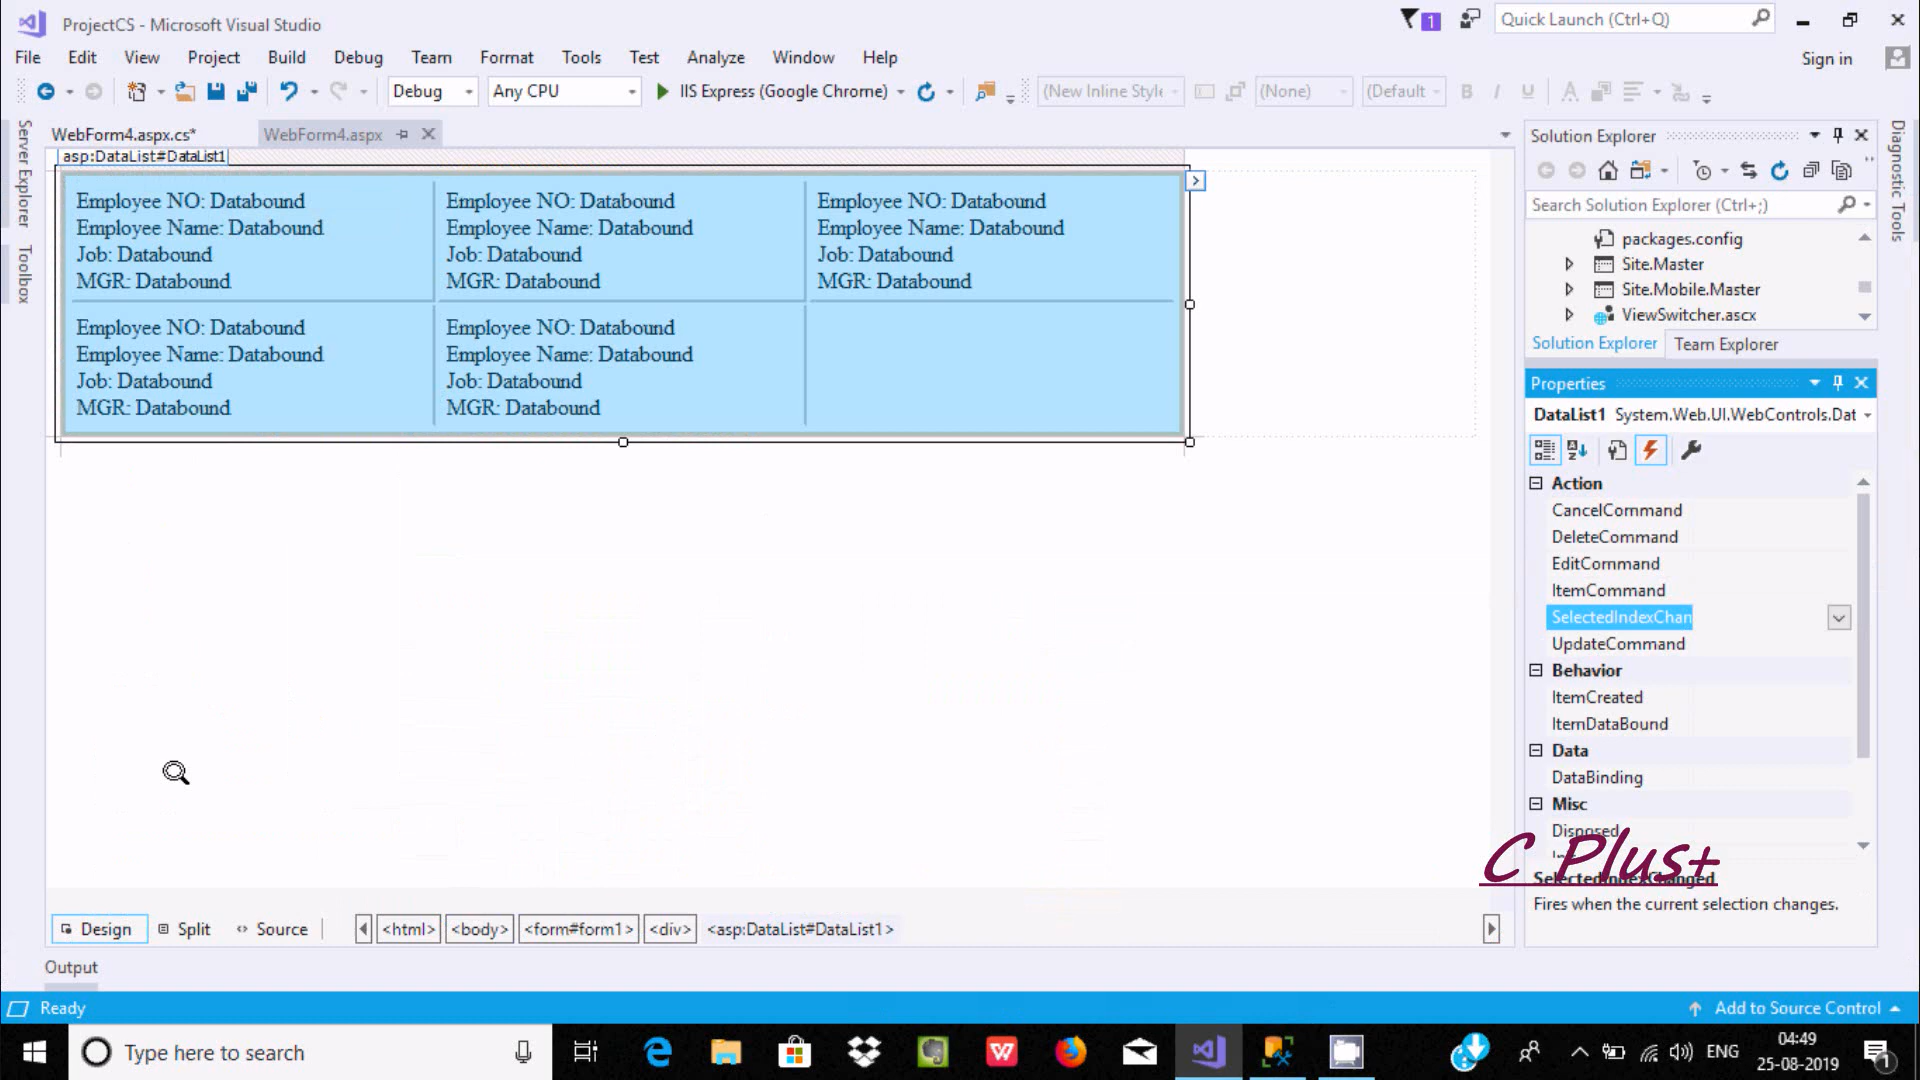 ProjectCS - Microsoft Visual Studio
1
Quick Launch (Ctrl+Q)
File Edit View Project Build Debug Team Format Tools Test Analyze Window Help
Sign in
Debug Any CPU IIS Express (Google Chrome) (New Inline Style (None) (Default
Server Explorer
Toolbox
WebForm4.aspx.cs* WebForm4.aspx
asp:DataList#DataList1
Employee NO: Databound Employee NO: Databound Employee NO: Databound
Employee Name: Databound Employee Name: Databound Employee Name: Databound
Job: Databound Job: Databound Job: Databound
MGR: Databound MGR: Databound MGR: Databound
Employee NO: Databound Employee NO: Databound
Employee Name: Databound Employee Name: Databound
Job: Databound Job: Databound
MGR: Databound MGR: Databound
Design Split Source <html> <body> <form#form1> <div> <asp:DataList#DataList1>
Solution Explorer
Search Solution Explorer (Ctrl+;)
packages.config
Site.Master
Site.Mobile.Master
ViewSwitcher.ascx
Solution Explorer Team Explorer
Diagnostic Tools
Properties
DataList1 System.Web.UI.WebControls.Dat
Action
CancelCommand
DeleteCommand
EditCommand
ItemCommand
SelectedIndexChan
UpdateCommand
Behavior
ItemCreated
ItemDataBound
Data
DataBinding
Misc
Disposed
C Plus+
SelectedIndexChanged
Fires when the current selection changes.
Output
Ready
Add to Source Control
Type here to search
ENG
04:49
25-08-2019
1